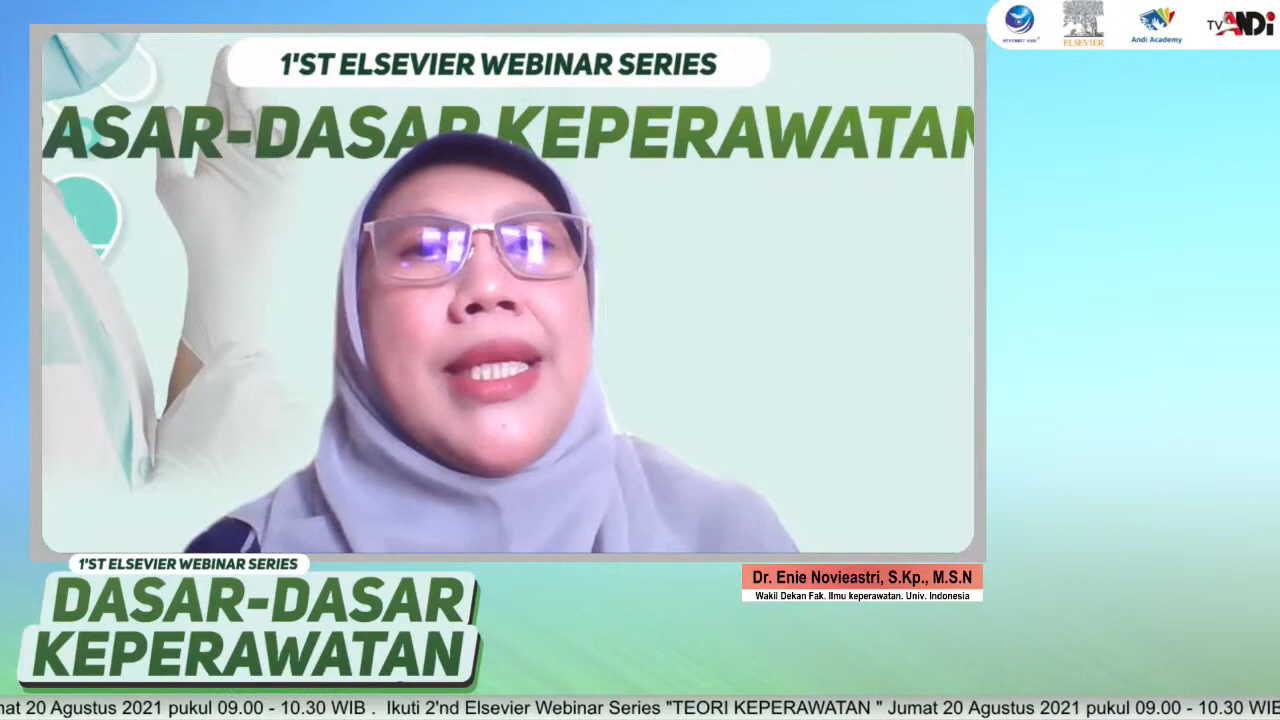 ELSEVIER
Andi Academy
TV ANDi
1'ST ELSEVIER WEBINAR SERIES
ASAR-DASAR KEPERAWATAN
1'ST ELSEVIER WEBINAR SERIES
DASAR-DASAR
KEPERAWATAN
Dr. Enie Novieastri, S.Kp., M.S.N
Wakil Dekan Fak. Ilmu keperawatan. Univ. Indonesia
mat 20 Agustus 2021 pukul 09.00 - 10.30 WIB . Ikuti 2'nd Elsevier Webinar Series "TEORI KEPERAWATAN " Jumat 20 Agustus 2021 pukul 09.00 - 10.30 WIB